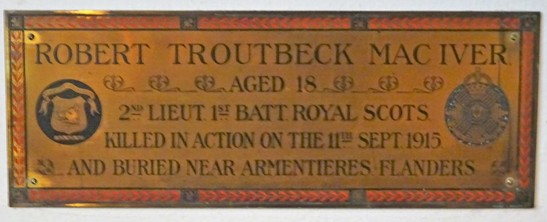 ROBERT TROUTBECK MAC IVER
AGED 18
2ND LIEUT. 1ST BATT ROYAL SCOTS
KILLED IN ACTION ON THE 11TH SEPT. 1915
AND BURIED NEAR ARMENTIERES FLANDERS